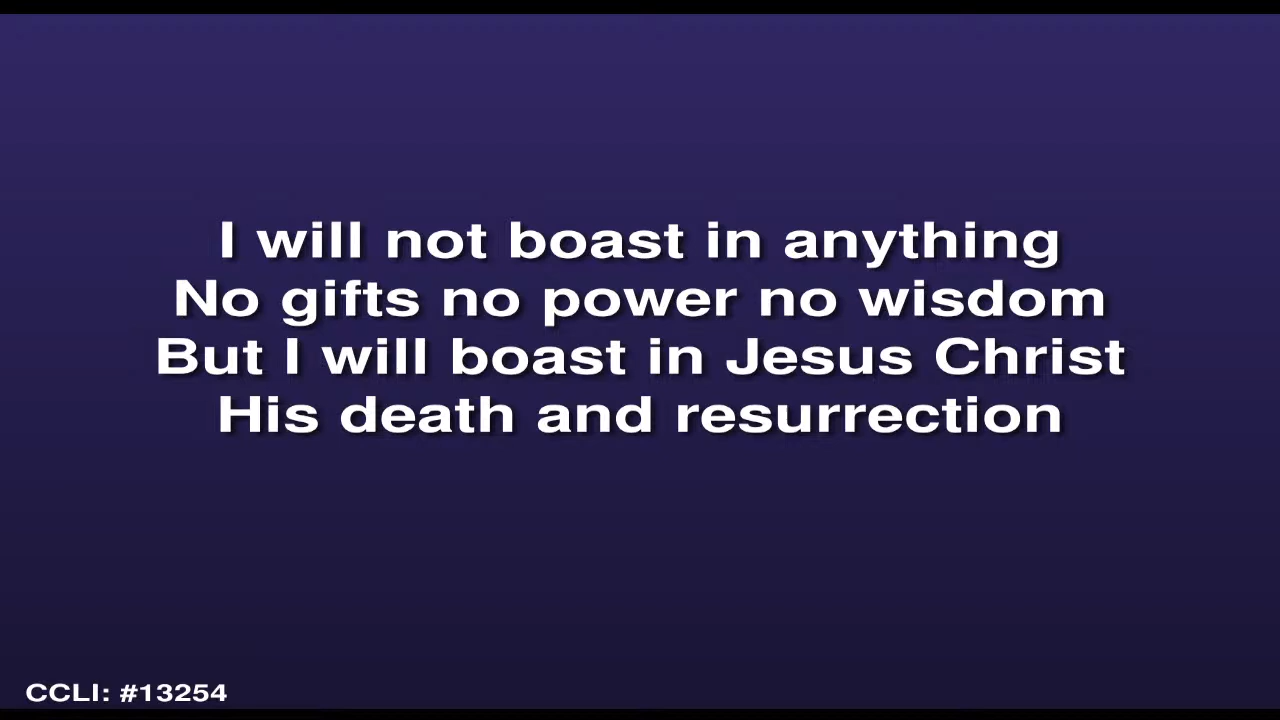 I will not boast in anything
No gifts no power no wisdom
But I will boast in Jesus Christ
His death and resurrection
CCLI: #13254